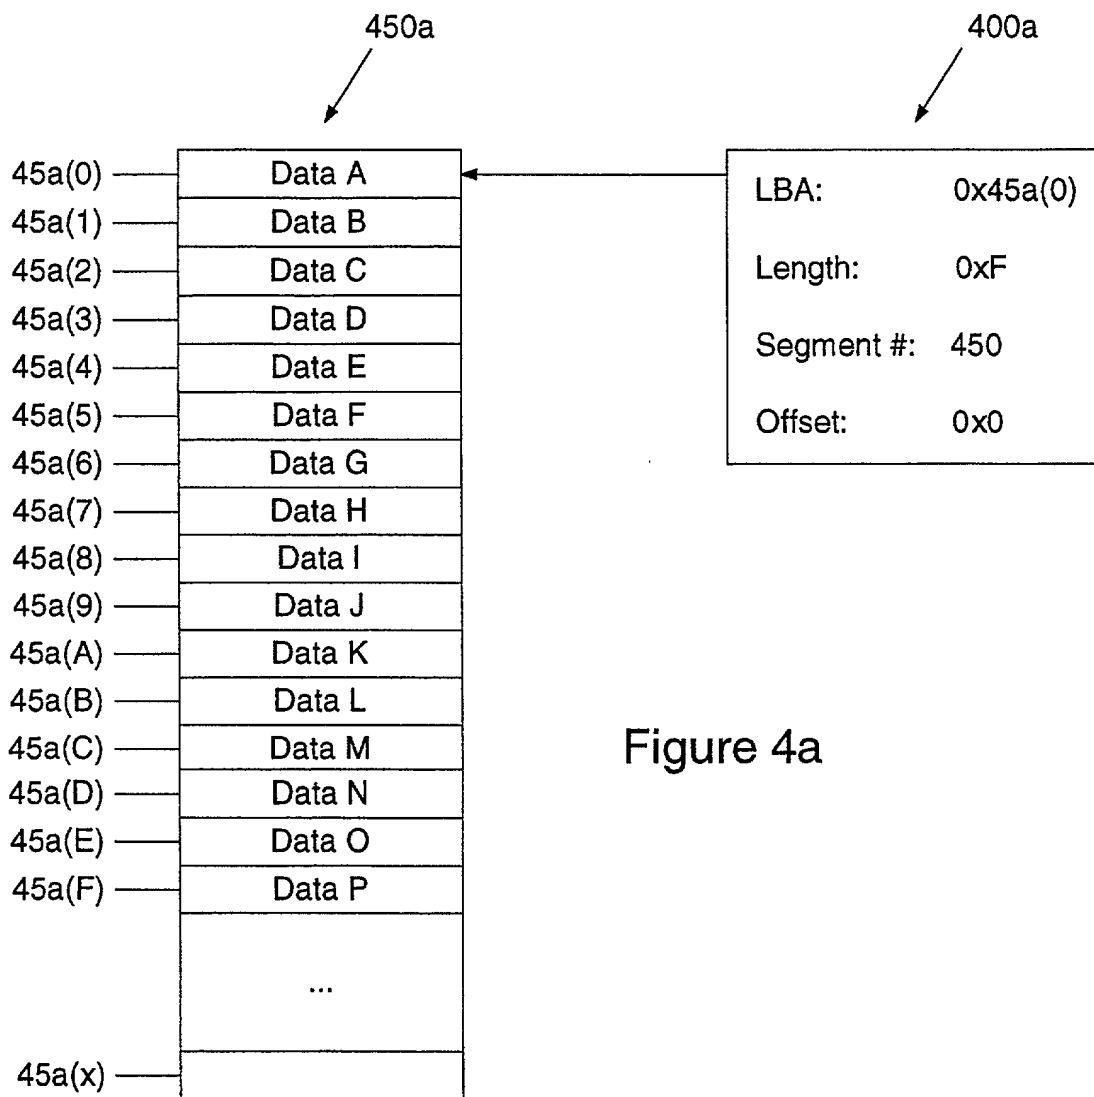 450a
400a
45a(0) Data A
45a(1) Data B
45a(2) Data C
45a(3) Data D
45a(4) Data E
45a(5) Data F
45a(6) Data G
45a(7) Data H
45a(8) Data I
45a(9) Data J
45a(A) Data K
45a(B) Data L
45a(C) Data M
45a(D) Data N
45a(E) Data O
45a(F) Data P
...
45a(x)
LBA: 0x45a(0)
Length: 0xF
Segment #: 450
Offset: 0x0
Figure 4a